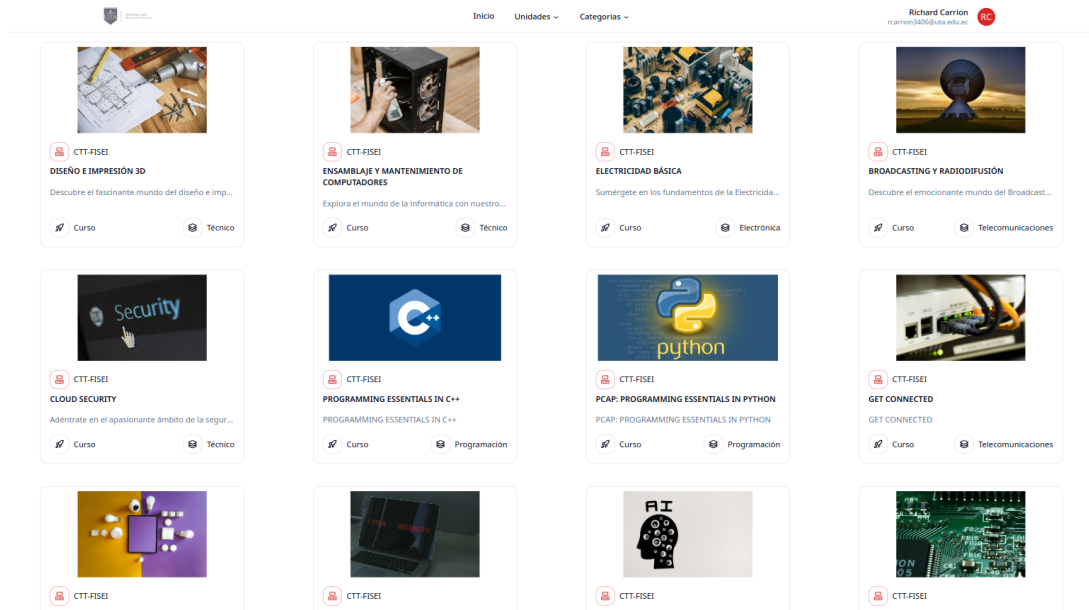 UTA
Inicio
Unidades
Categorías
Richard Carrion
rcarrion3406@uta.edu.ec
RC
CTT-FISEI
DISEÑO E IMPRESIÓN 3D
Descubre el fascinante mundo del diseño e imp...
Curso
Técnico
CTT-FISEI
ENSAMBLAJE Y MANTENIMIENTO DE
COMPUTADORES
Explora el mundo de la informática con nuestro...
Curso
Técnico
CTT-FISEI
ELECTRICIDAD BÁSICA
Sumérgete en los fundamentos de la Electricida...
Curso
Electrónica
CTT-FISEI
BROADCASTING Y RADIODIFUSIÓN
Descubre el emocionante mundo del Broadcast...
Curso
Telecomunicaciones
Security
CTT-FISEI
CLOUD SECURITY
Adéntrate en el apasionante ámbito de la segur...
Curso
Técnico
C++
CTT-FISEI
PROGRAMMING ESSENTIALS IN C++
PROGRAMMING ESSENTIALS IN C++
Curso
Programación
python
CTT-FISEI
PCAP: PROGRAMMING ESSENTIALS IN PYTHON
PCAP: PROGRAMMING ESSENTIALS IN PYTHON
Curso
Programación
CTT-FISEI
GET CONNECTED
GET CONNECTED
Curso
Telecomunicaciones
CTT-FISEI
CYBER SECURITY
CTT-FISEI
AI
CTT-FISEI
CTT-FISEI